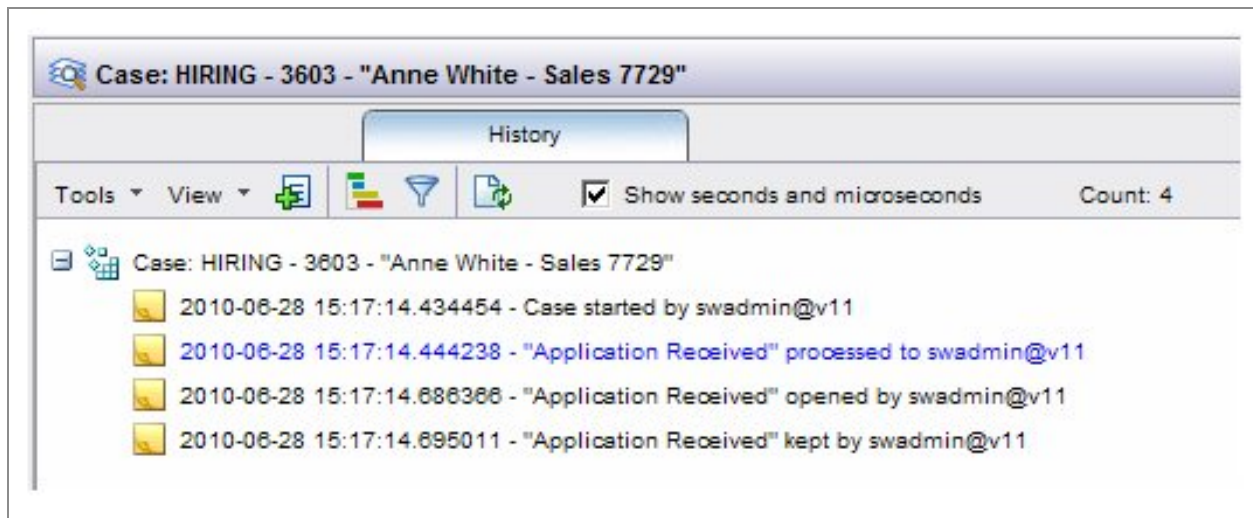 Case: HIRING - 3603 - "Anne White - Sales 7729"
History
Tools View Show seconds and microseconds Count: 4
Case: HIRING - 3603 - "Anne White - Sales 7729"
2010-06-28 15:17:14.434454 - Case started by swadmin@v11
2010-06-28 15:17:14.444238 - "Application Received" processed to swadmin@v11
2010-06-28 15:17:14.686366 - "Application Received" opened by swadmin@v11
2010-06-28 15:17:14.695011 - "Application Received" kept by swadmin@v11